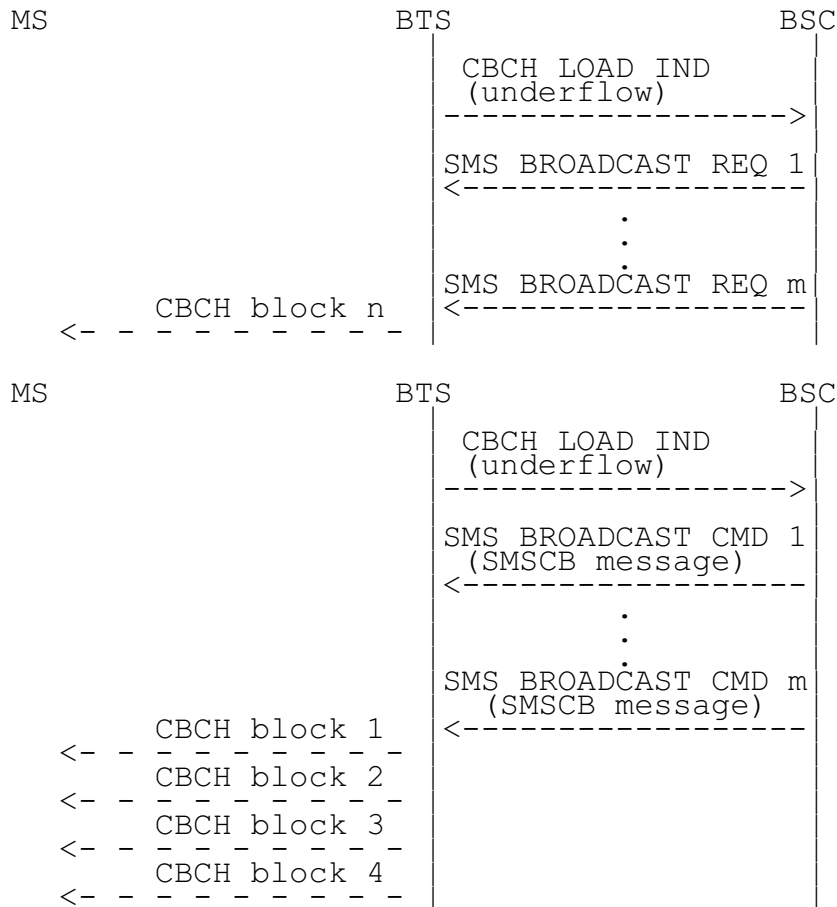 MS BTS BSC
CBCH LOAD IND
(underflow)
------------------>
SMS BROADCAST REQ 1
<------------------
.
.
.
SMS BROADCAST REQ m
CBCH block n <------------------
<- - - - - - - - -
MS BTS BSC
CBCH LOAD IND
(underflow)
------------------>
SMS BROADCAST CMD 1
(SMSCB message)
<------------------
.
.
.
SMS BROADCAST CMD m
(SMSCB message)
CBCH block 1 <------------------
<- - - - - - - - -
CBCH block 2
<- - - - - - - - -
CBCH block 3
<- - - - - - - - -
CBCH block 4
<- - - - - - - - -